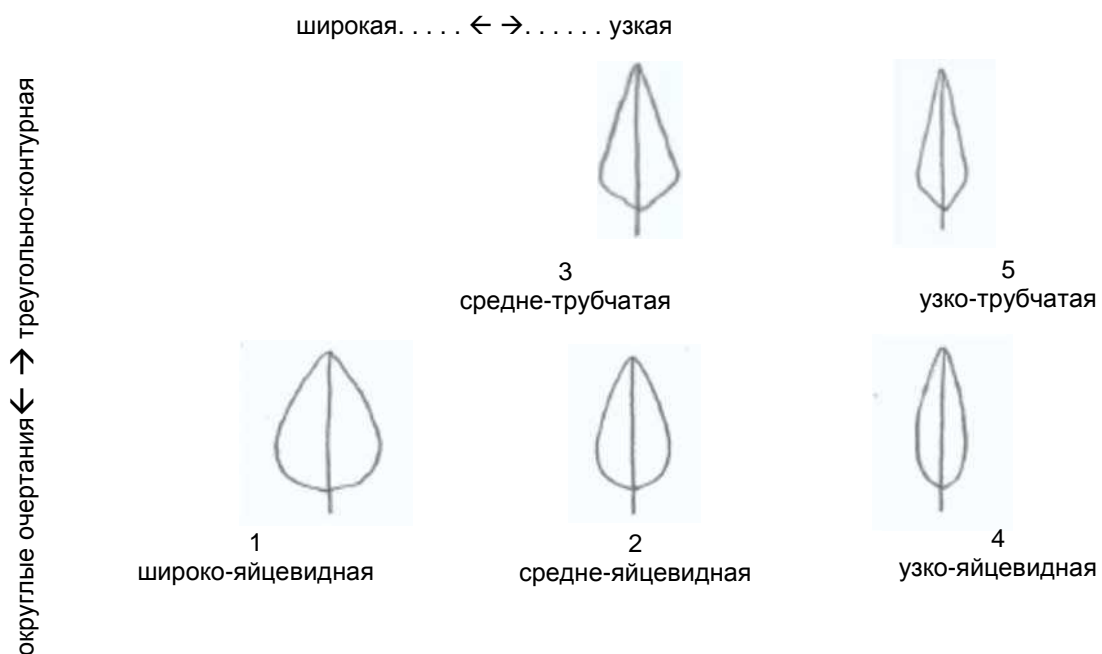 широкая. . . . . ← →. . . . . . узкая
округлые очертания← → треугольно-контурная
3
средне-трубчатая
5
узко-трубчатая
1
широко-яйцевидная
2
средне-яйцевидная
4
узко-яйцевидная